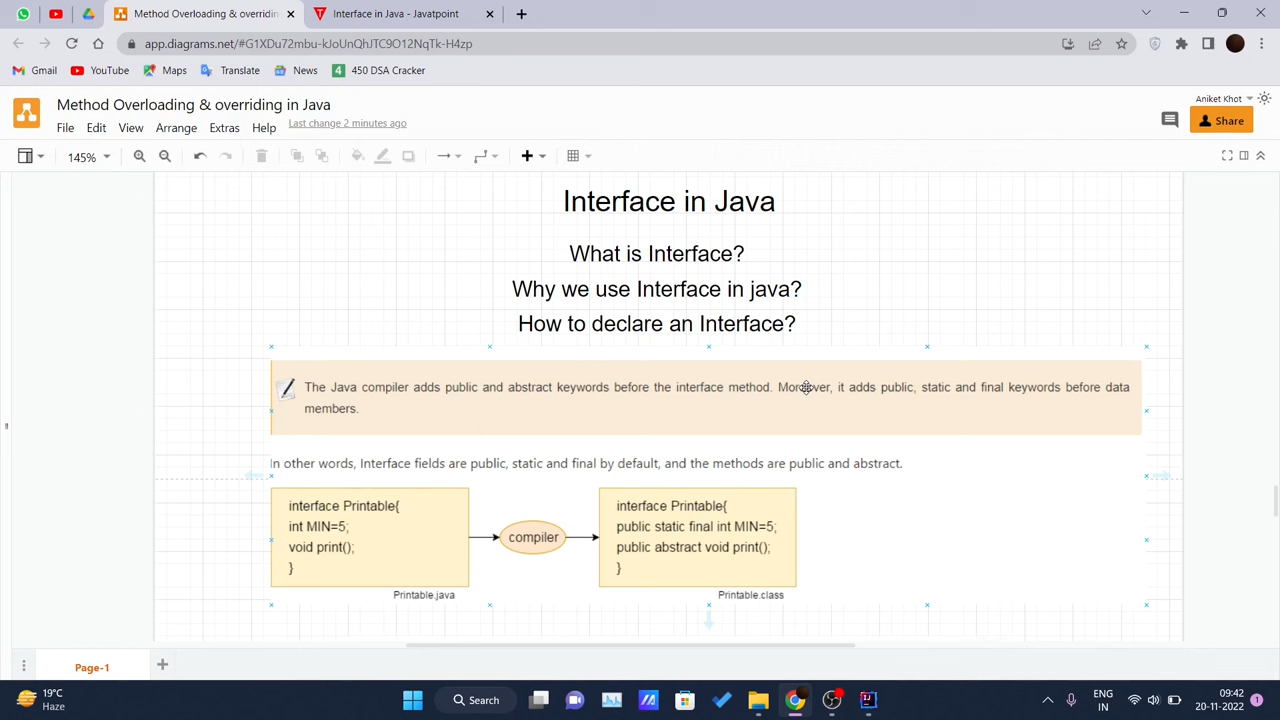 Method Overloading & overridin
Interface in Java - Javatpoint
app.diagrams.net/#G1XDu72mbu-kJoUnQhJTC9O12NqTk-H4zp
Gmail YouTube Maps Translate News 4 450 DSA Cracker
Method Overloading & overriding in Java
Aniket Khot
File Edit View Arrange Extras Help Last change 2 minutes ago
Share
145%
Interface in Java
What is Interface?
Why we use Interface in java?
How to declare an Interface?
The Java compiler adds public and abstract keywords before the interface method. Moreover, it adds public, static and final keywords before data
members.
In other words, Interface fields are public, static and final by default, and the methods are public and abstract.
interface Printable{
int MIN=5;
void print();
}
Printable.java
compiler
interface Printable{
public static final int MIN=5;
public abstract void print();
}
Printable.class
Page-1
19°C
Haze
Search
ENG
IN
09:42
20-11-2022
1